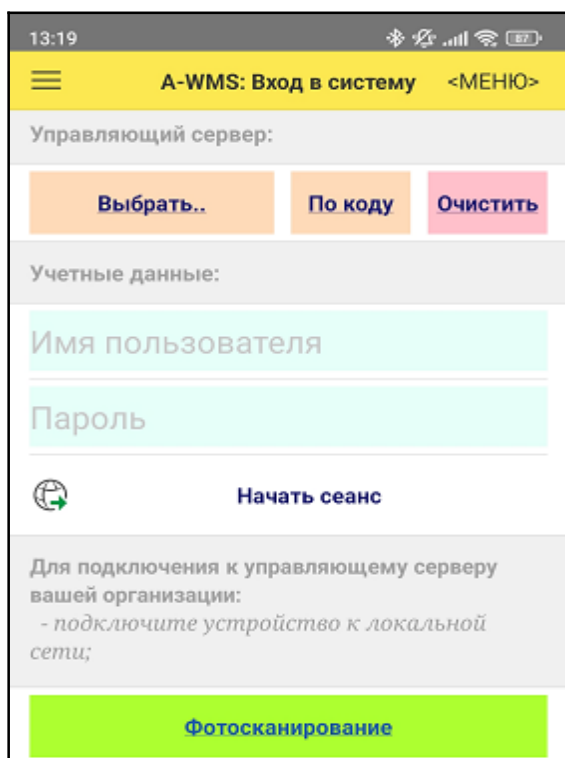 13:19 87
A-WMS: Вход в систему <МЕНЮ>
Управляющий сервер:
Выбрать.. По коду Очистить
Учетные данные:
Имя пользователя
Пароль
Начать сеанс
Для подключения к управляющему серверу
вашей организации:
- подключите устройство к локальной
сети;
Фотосканирование